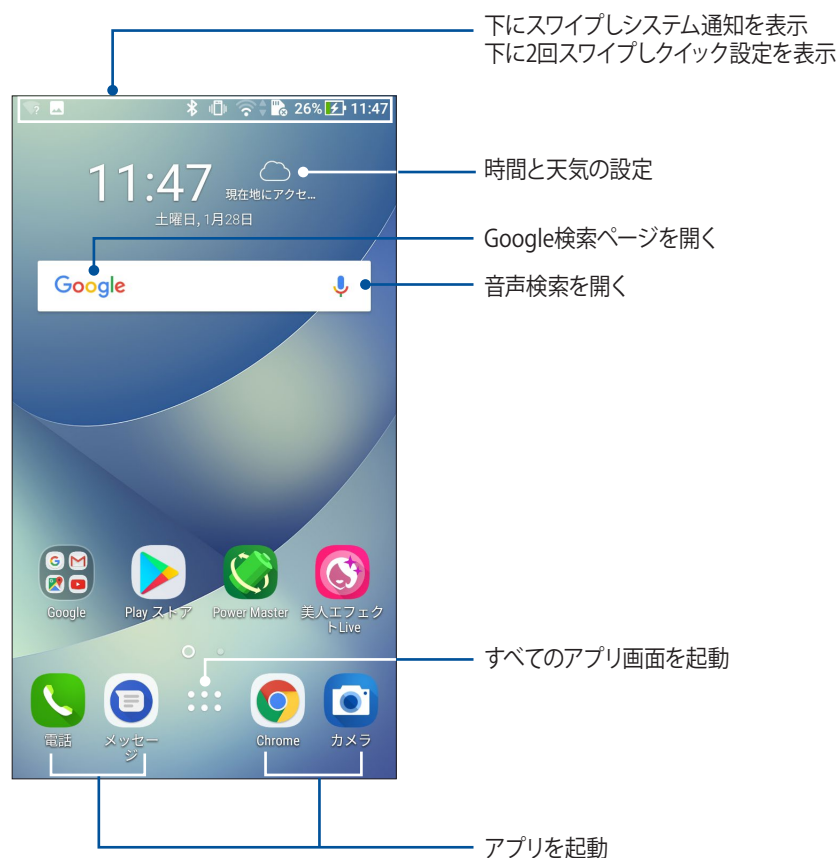 下にスワイプしシステム通知を表示
下に2回スワイプしクイック設定を表示
26% 11:47
11:47
現在地にアクセ...
土曜日, 1月28日
時間と天気の設定
Google検索ページを開く
Google
音声検索を開く
Google
Play ストア
Power Master
美人エフェク
トLive
すべてのアプリ画面を起動
電話
メッセー
ジ
Chrome
カメラ
アプリを起動